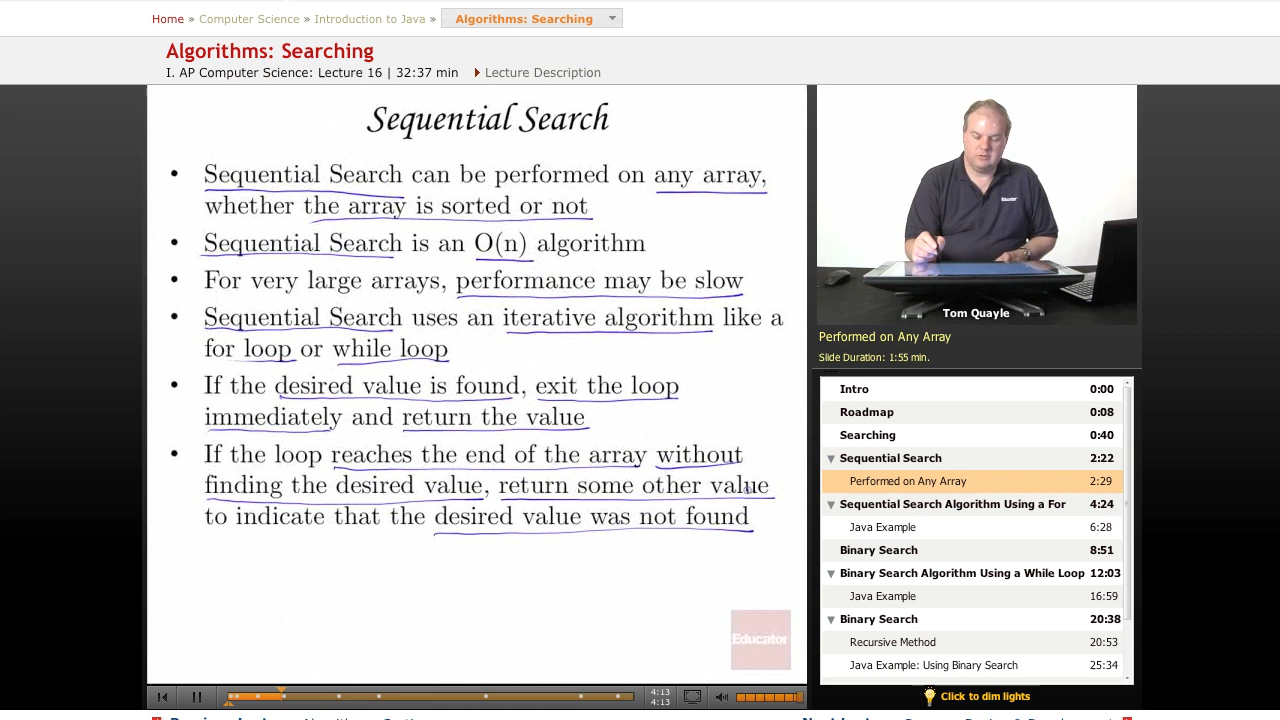 Home » Computer Science » Introduction to Java » Algorithms: Searching
Algorithms: Searching
I. AP Computer Science: Lecture 16 | 32:37 min Lecture Description
Sequential Search
• Sequential Search can be performed on any array,
whether the array is sorted or not
• Sequential Search is an O(n) algorithm
• For very large arrays, performance may be slow
• Sequential Search uses an iterative algorithm like a
for loop or while loop
• If the desired value is found, exit the loop
immediately and return the value
• If the loop reaches the end of the array without
finding the desired value, return some other value
to indicate that the desired value was not found
Educator
4:13
4:13
Educator
Tom Quayle
Performed on Any Array
Slide Duration: 1:55 min.
Intro 0:00
Roadmap 0:08
Searching 0:40
Sequential Search 2:22
Performed on Any Array 2:29
Sequential Search Algorithm Using a For 4:24
Java Example 6:28
Binary Search 8:51
Binary Search Algorithm Using a While Loop 12:03
Java Example 16:59
Binary Search 20:38
Recursive Method 20:53
Java Example: Using Binary Search 25:34
Click to dim lights